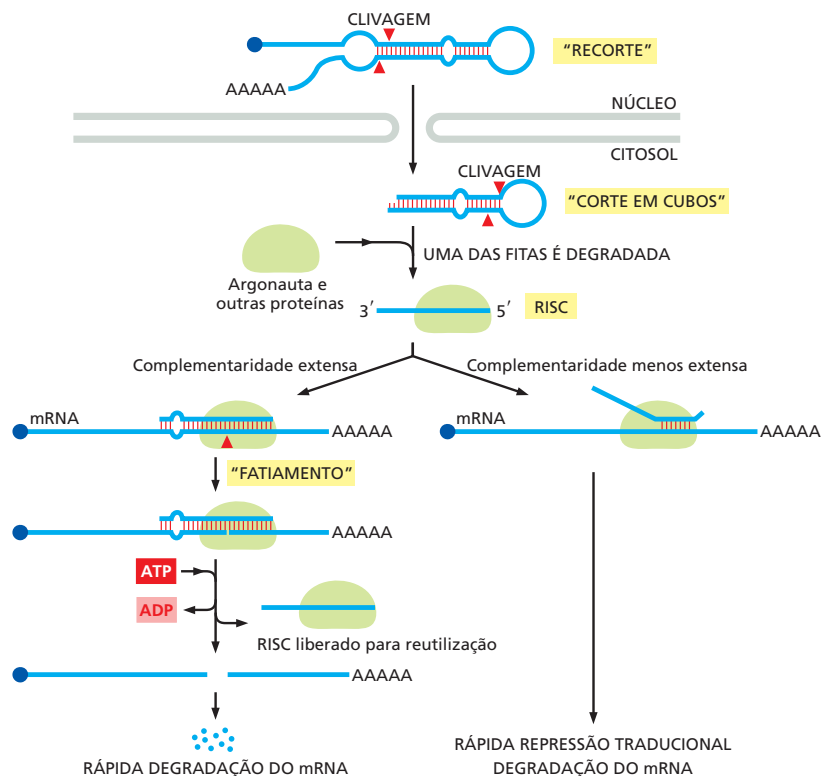 CLIVAGEM
“RECORTE”
AAAAA
NÚCLEO
CITOSOL
CLIVAGEM
“CORTE EM CUBOS”
UMA DAS FITAS É DEGRADADA
Argonauta e
outras proteínas
3′
5′
RISC
Complementaridade extensa
Complementaridade menos extensa
mRNA
AAAAA
mRNA
AAAAA
“FATIAMENTO”
AAAAA
ATP
ADP
RISC liberado para reutilização
AAAAA
RÁPIDA DEGRADAÇÃO DO mRNA
RÁPIDA REPRESSÃO TRADUCIONAL
DEGRADAÇÃO DO mRNA